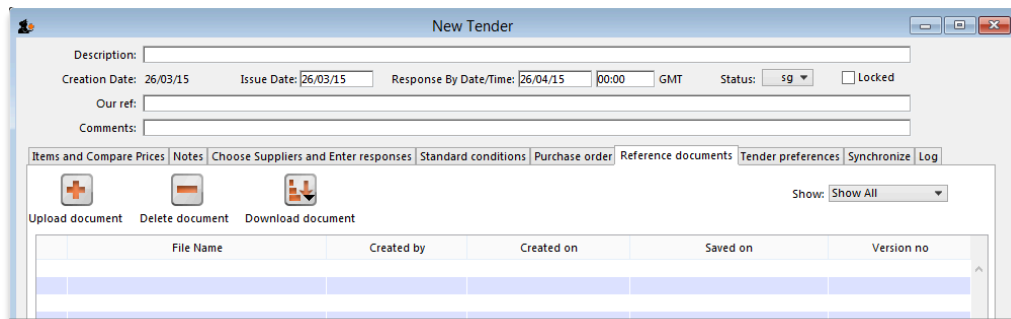 New Tender
Description:
Creation Date: 26/03/15 Issue Date: 26/03/15 Response By Date/Time: 26/04/15 00:00 GMT Status: sg Locked
Our ref:
Comments:
Items and Compare Prices Notes Choose Suppliers and Enter responses Standard conditions Purchase order Reference documents Tender preferences Synchronize Log
Show: Show All
Upload document Delete document Download document
File Name Created by Created on Saved on Version no